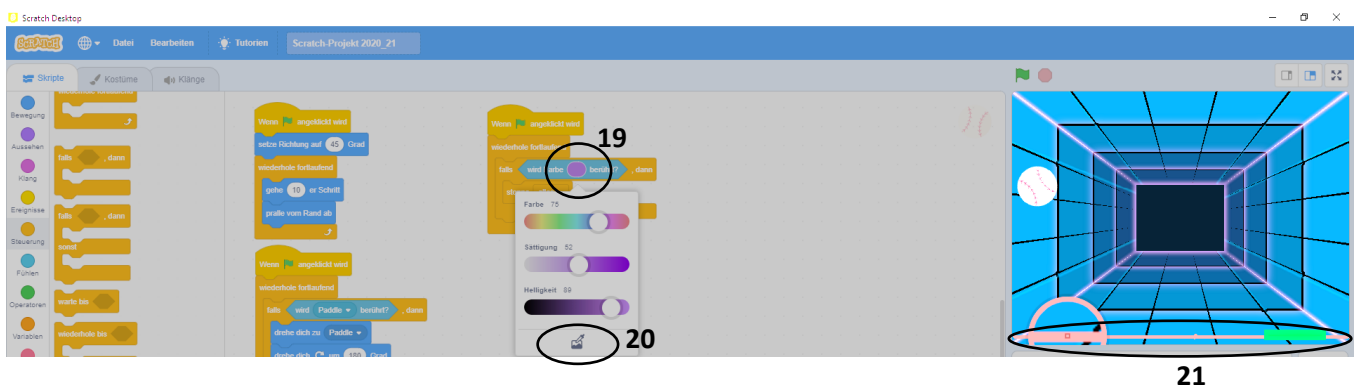 Scratch Desktop
SCRATCH Datei Bearbeiten Tutorien Scratch-Projekt 2020_21
Skripte Kostüme Klänge
Bewegung
Aussehen
Klang
Ereignisse
Steuerung
Fühlen
Operatoren
Variablen
wiederhole fortlaufend
falls , dann
falls , dann
sonst
warte bis
wiederhole bis
Wenn angeklickt wird
setze Richtung auf 45 Grad
wiederhole fortlaufend
gehe 10 er Schritt
pralle vom Rand ab
Wenn angeklickt wird
wiederhole fortlaufend
falls wird Paddle berührt? , dann
drehe dich zu Paddle
drehe dich um 180 Grad
Wenn angeklickt wird
wiederhole fortlaufend
falls wird Farbe berührt? , dann
19
Farbe 75
Sättigung 52
Helligkeit 89
20
21